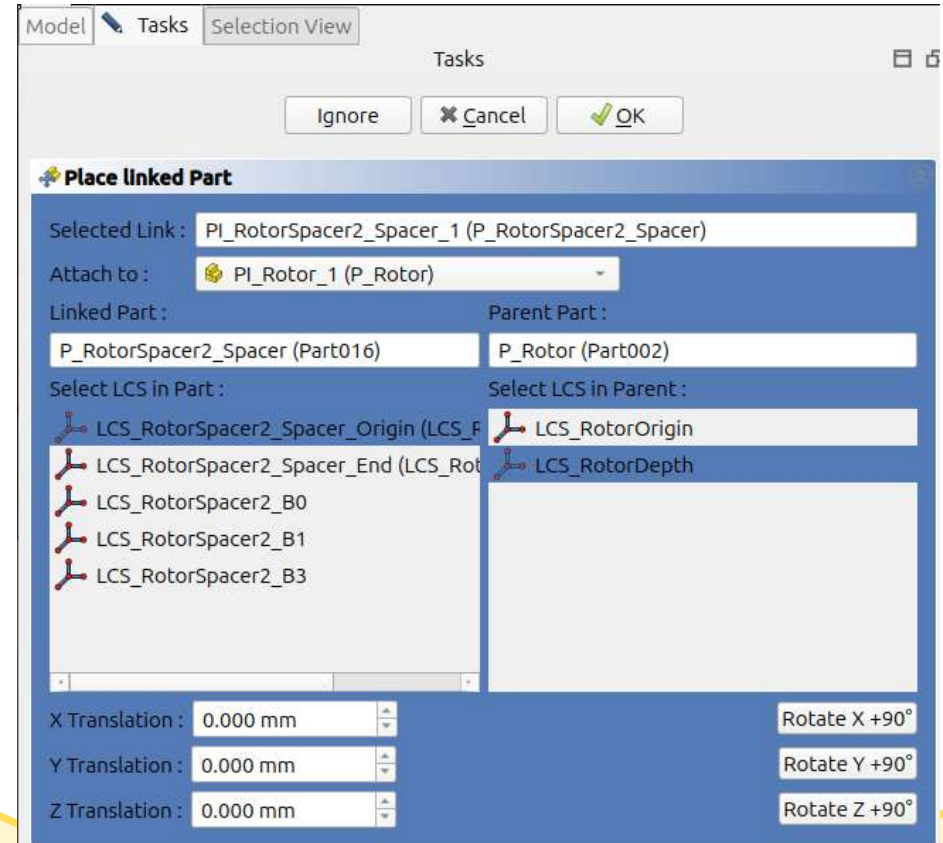 Model Tasks Selection View
Tasks
Ignore Cancel OK
Place linked Part
Selected Link : PI_RotorSpacer2_Spacer_1 (P_RotorSpacer2_Spacer)
Attach to : PI_Rotor_1 (P_Rotor)
Linked Part : Parent Part :
P_RotorSpacer2_Spacer (Part016) P_Rotor (Part002)
Select LCS in Part : Select LCS in Parent :
LCS_RotorSpacer2_Spacer_Origin (LCS_R LCS_RotorOrigin
LCS_RotorSpacer2_Spacer_End (LCS_Rot LCS_RotorDepth
LCS_RotorSpacer2_B0
LCS_RotorSpacer2_B1
LCS_RotorSpacer2_B3
X Translation : 0.000 mm Rotate X +90°
Y Translation : 0.000 mm Rotate Y +90°
Z Translation : 0.000 mm Rotate Z +90°